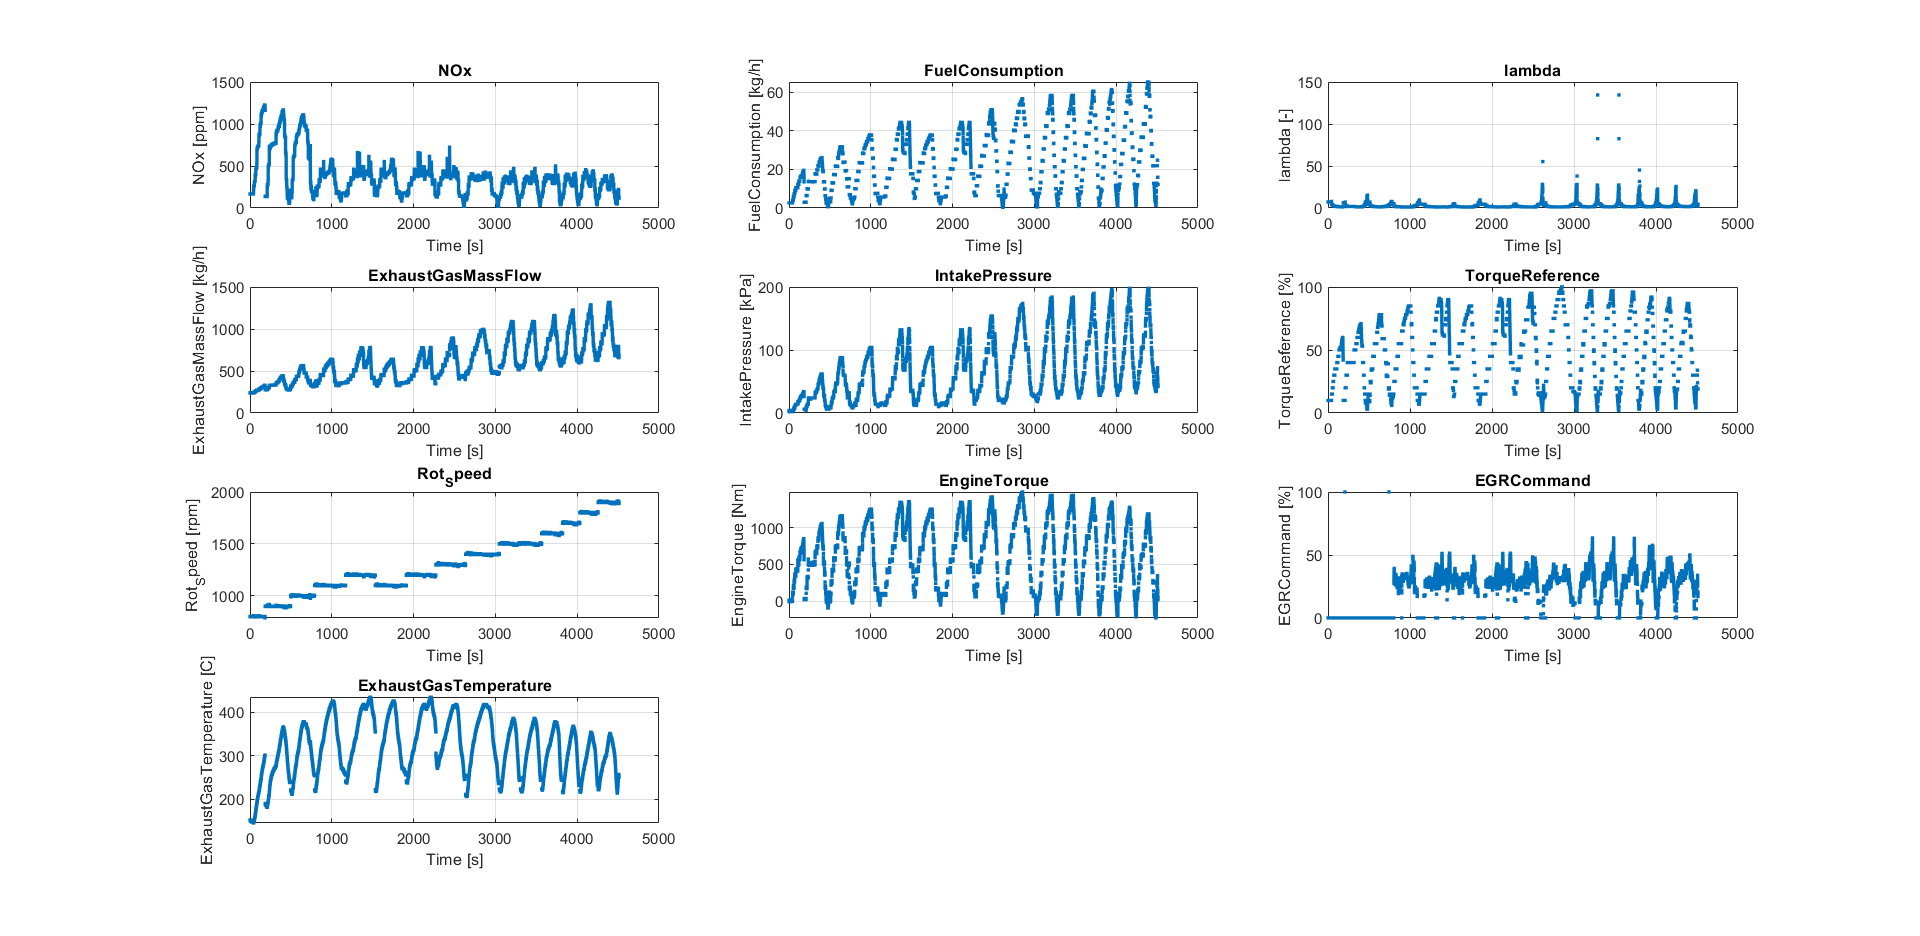 NOx
NOx [ppm]
1500
1000
500
0
0 1000 2000 3000 4000 5000
Time [s]
FuelConsumption
FuelConsumption [kg/h]
60
40
20
0
0 1000 2000 3000 4000 5000
Time [s]
lambda
lambda [-]
150
100
50
0
0 1000 2000 3000 4000 5000
Time [s]
ExhaustGasMassFlow
ExhaustGasMassFlow [kg/h]
1500
1000
500
0
0 1000 2000 3000 4000 5000
Time [s]
IntakePressure
IntakePressure [kPa]
200
100
0
0 1000 2000 3000 4000 5000
Time [s]
TorqueReference
TorqueReference [%]
100
50
0
0 1000 2000 3000 4000 5000
Time [s]
Rot_Speed
Rot_Speed [rpm]
2000
1500
1000
0 1000 2000 3000 4000 5000
Time [s]
EngineTorque
EngineTorque [Nm]
1000
500
0
0 1000 2000 3000 4000 5000
Time [s]
EGRCommand
EGRCommand [%]
100
50
0
0 1000 2000 3000 4000 5000
Time [s]
ExhaustGasTemperature
ExhaustGasTemperature [C]
400
300
200
0 1000 2000 3000 4000 5000
Time [s]